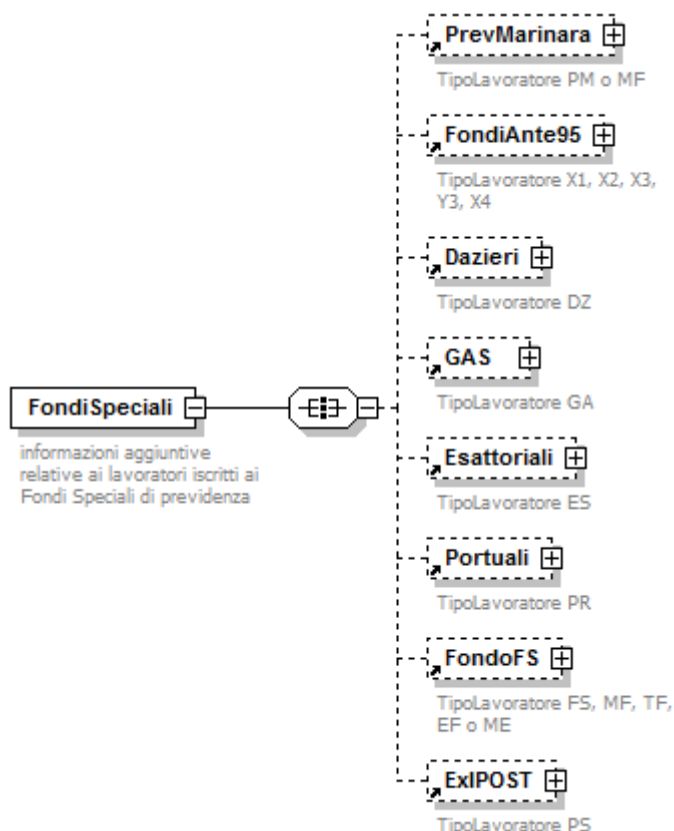 PrevMarinara
TipoLavoratore PM o MF
FondiAnte95
TipoLavoratore X1, X2, X3,
Y3, X4
Dazieri
TipoLavoratore DZ
GAS
TipoLavoratore GA
FondiSpeciali
informazioni aggiuntive
relative ai lavoratori iscritti ai
Fondi Speciali di previdenza
Esattoriali
TipoLavoratore ES
Portuali
TipoLavoratore PR
FondoFS
TipoLavoratore FS, MF, TF,
EF o ME
ExIPOST
TipoLavoratore PS